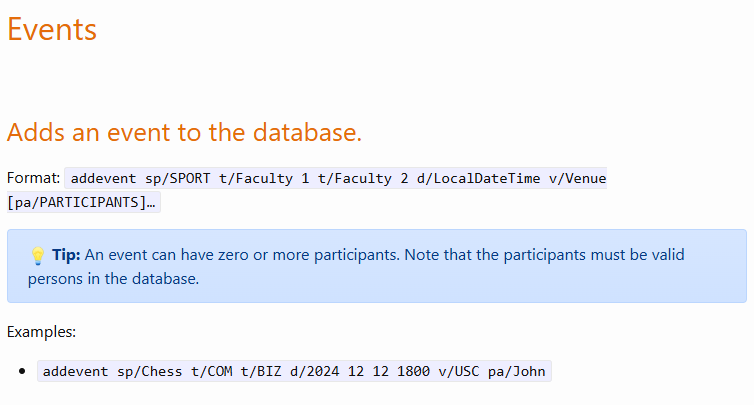 Events
Adds an event to the database.
Format: addevent sp/SPORT t/Faculty 1 t/Faculty 2 d/LocalDateTime v/Venue
[pa/PARTICIPANTS]…
💡 Tip: An event can have zero or more participants. Note that the participants must be valid
persons in the database.
Examples:
• addevent sp/Chess t/COM t/BIZ d/2024 12 12 1800 v/USC pa/John